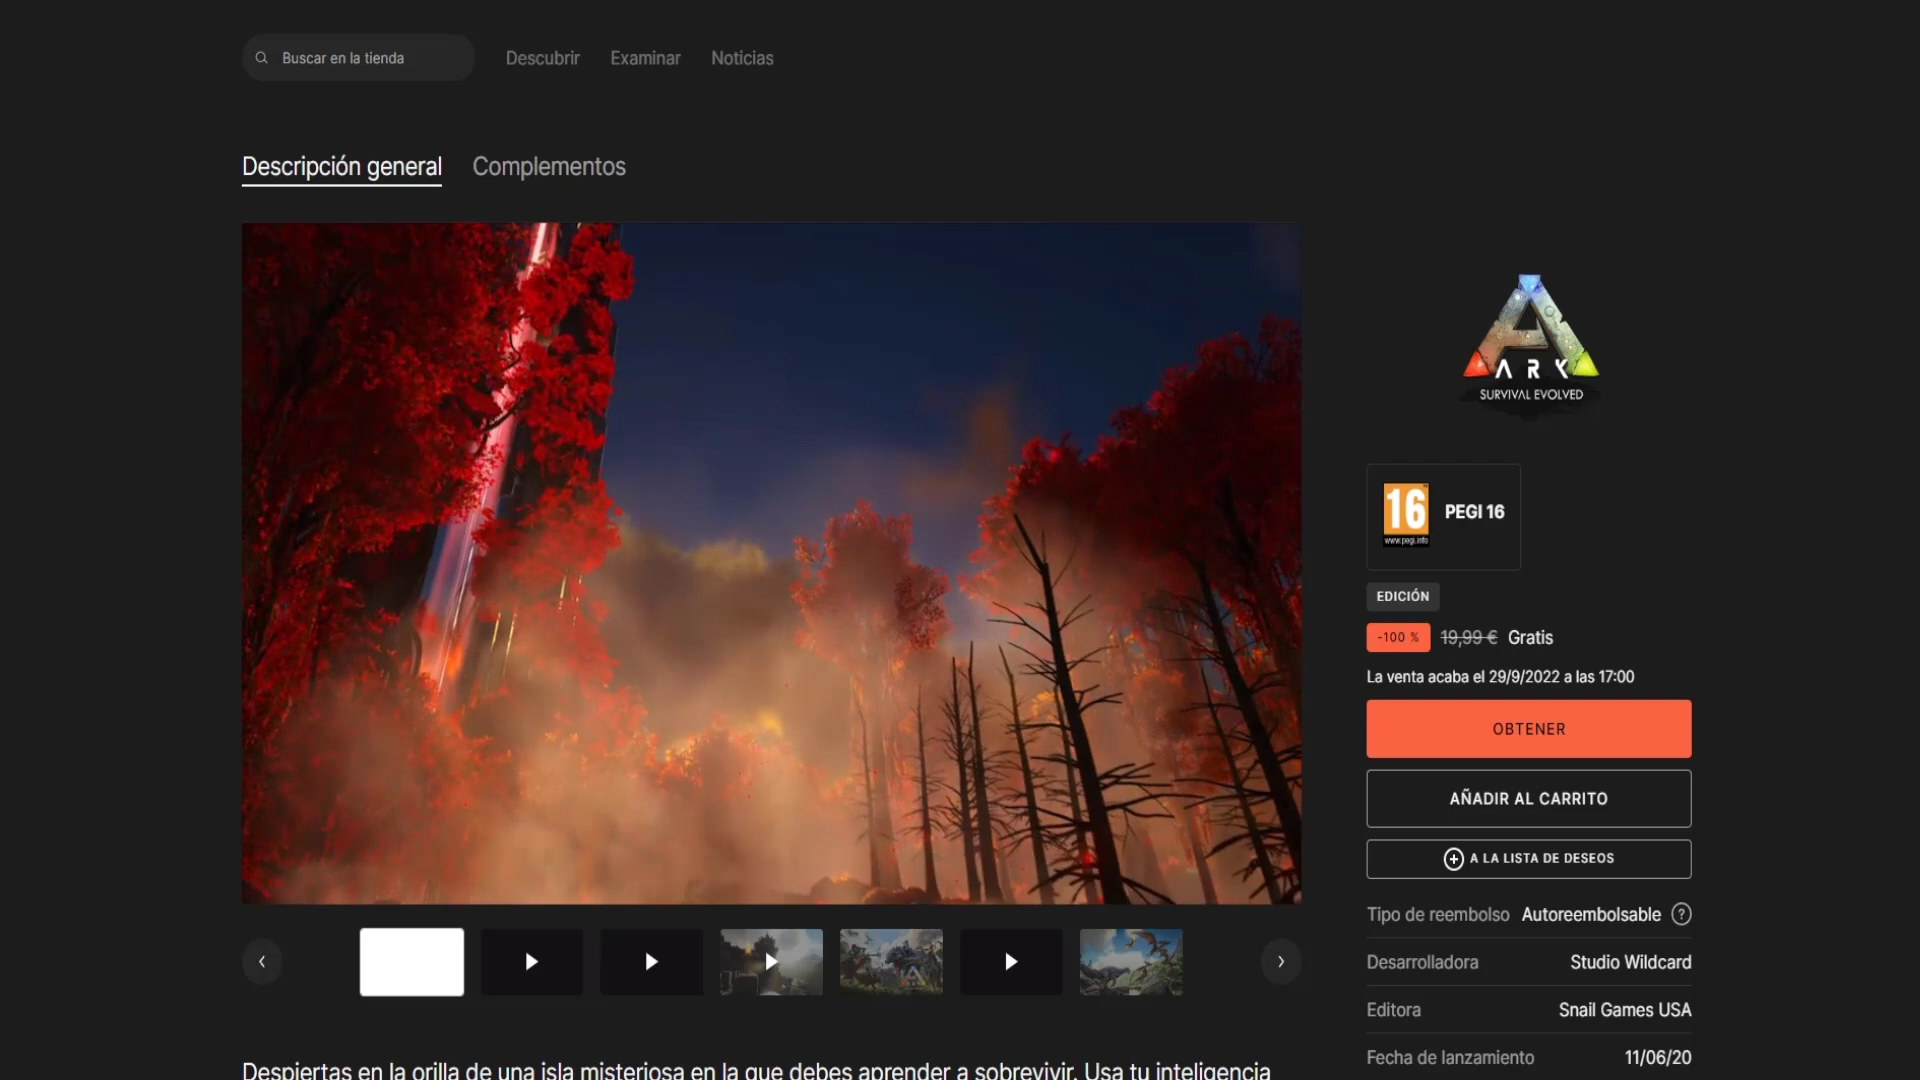 Buscar en la tienda
Descubrir
Examinar
Noticias
Descripción general
Complementos
ARK
SURVIVAL EVOLVED
16
www.pegi.info
PEGI 16
EDICIÓN
-100 % 19,99 € Gratis
La venta acaba el 29/9/2022 a las 17:00
OBTENER
AÑADIR AL CARRITO
A LA LISTA DE DESEOS
Tipo de reembolso Autoreembolsable ?
Desarrolladora Studio Wildcard
Editora Snail Games USA
Fecha de lanzamiento 11/06/20
Despiertas en la orilla de una isla misteriosa en la que debes aprender a sobrevivir. Usa tu inteligencia